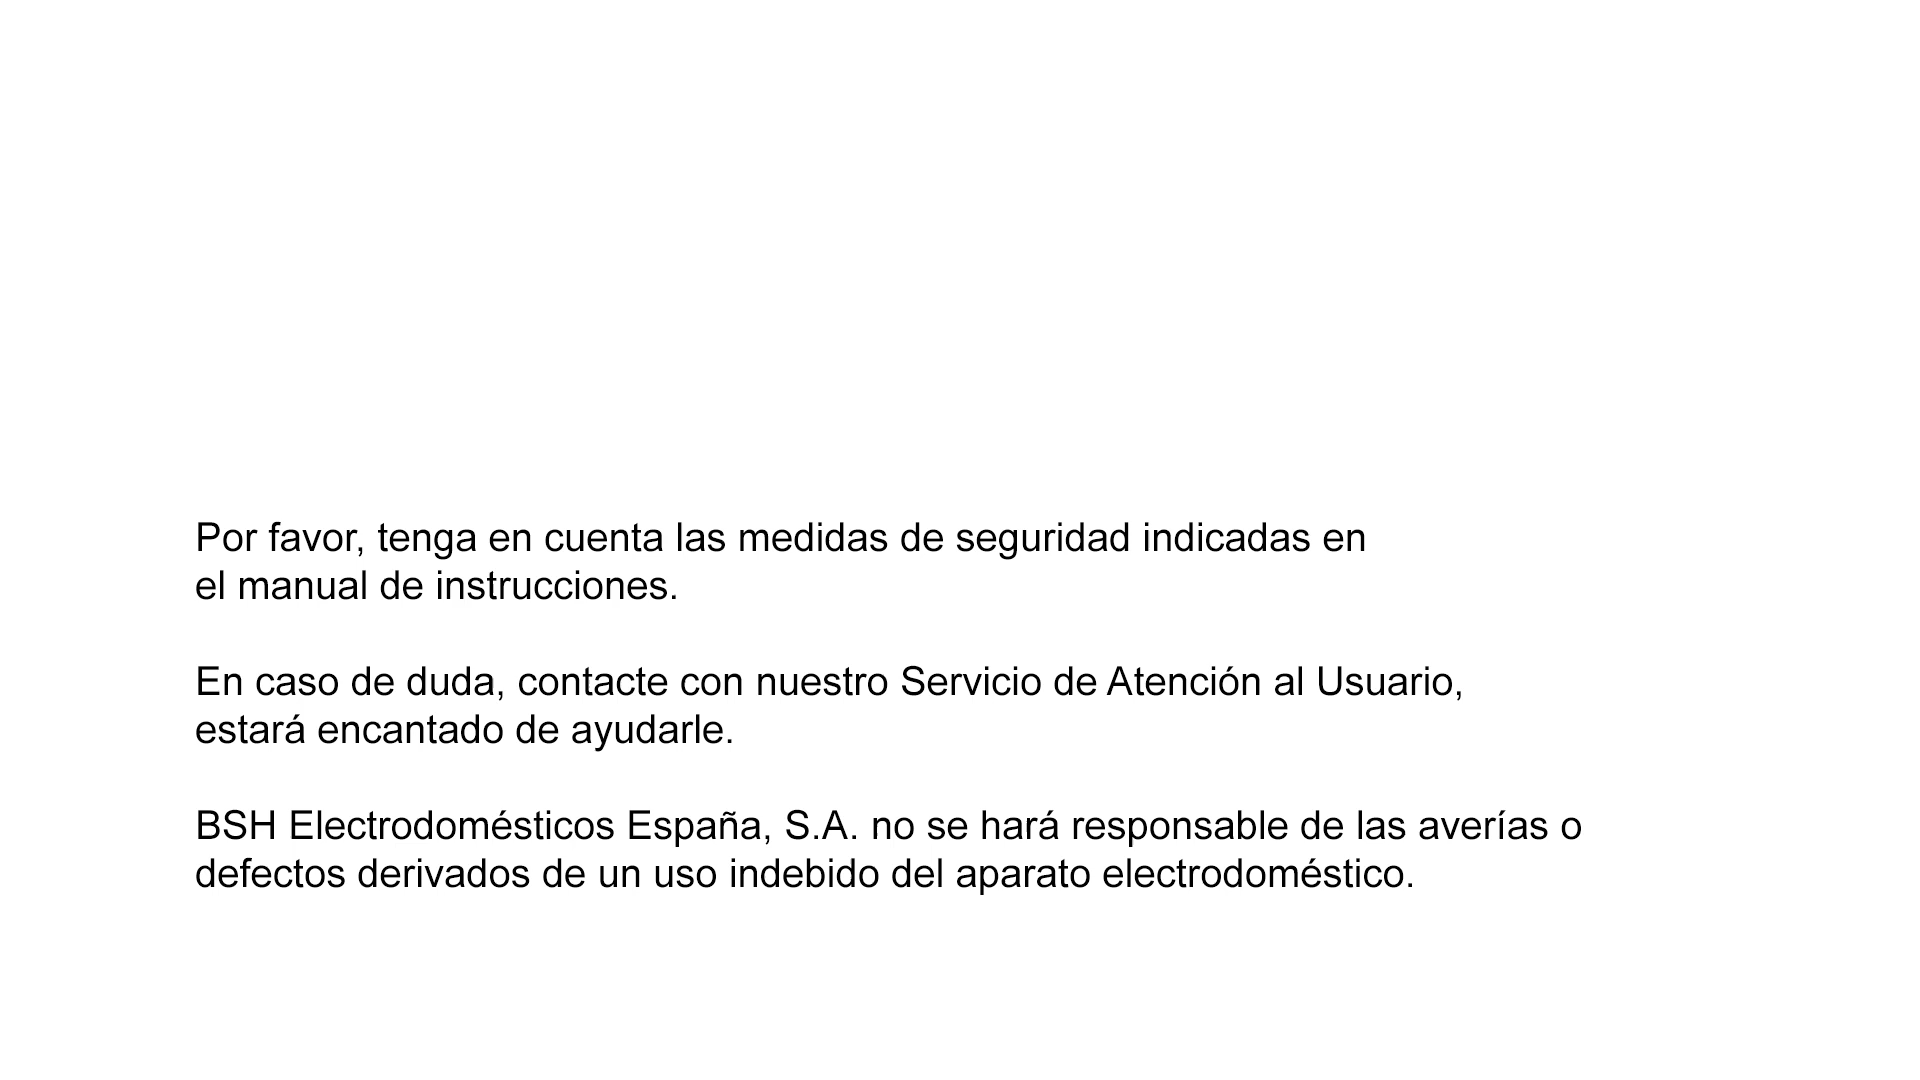 Por favor, tenga en cuenta las medidas de seguridad indicadas en
el manual de instrucciones.
En caso de duda, contacte con nuestro Servicio de Atención al Usuario,
estará encantado de ayudarle.
BSH Electrodomésticos España, S.A. no se hará responsable de las averías o
defectos derivados de un uso indebido del aparato electrodoméstico.